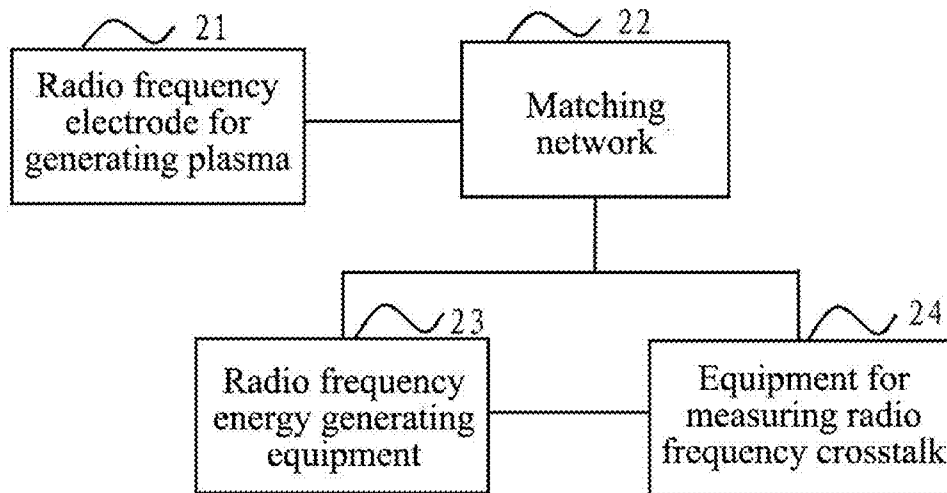 21
Radio frequency
electrode for
generating plasma
22
Matching
network
23
Radio frequency
energy generating
equipment
24
Equipment for
measuring radio
frequency crosstalk